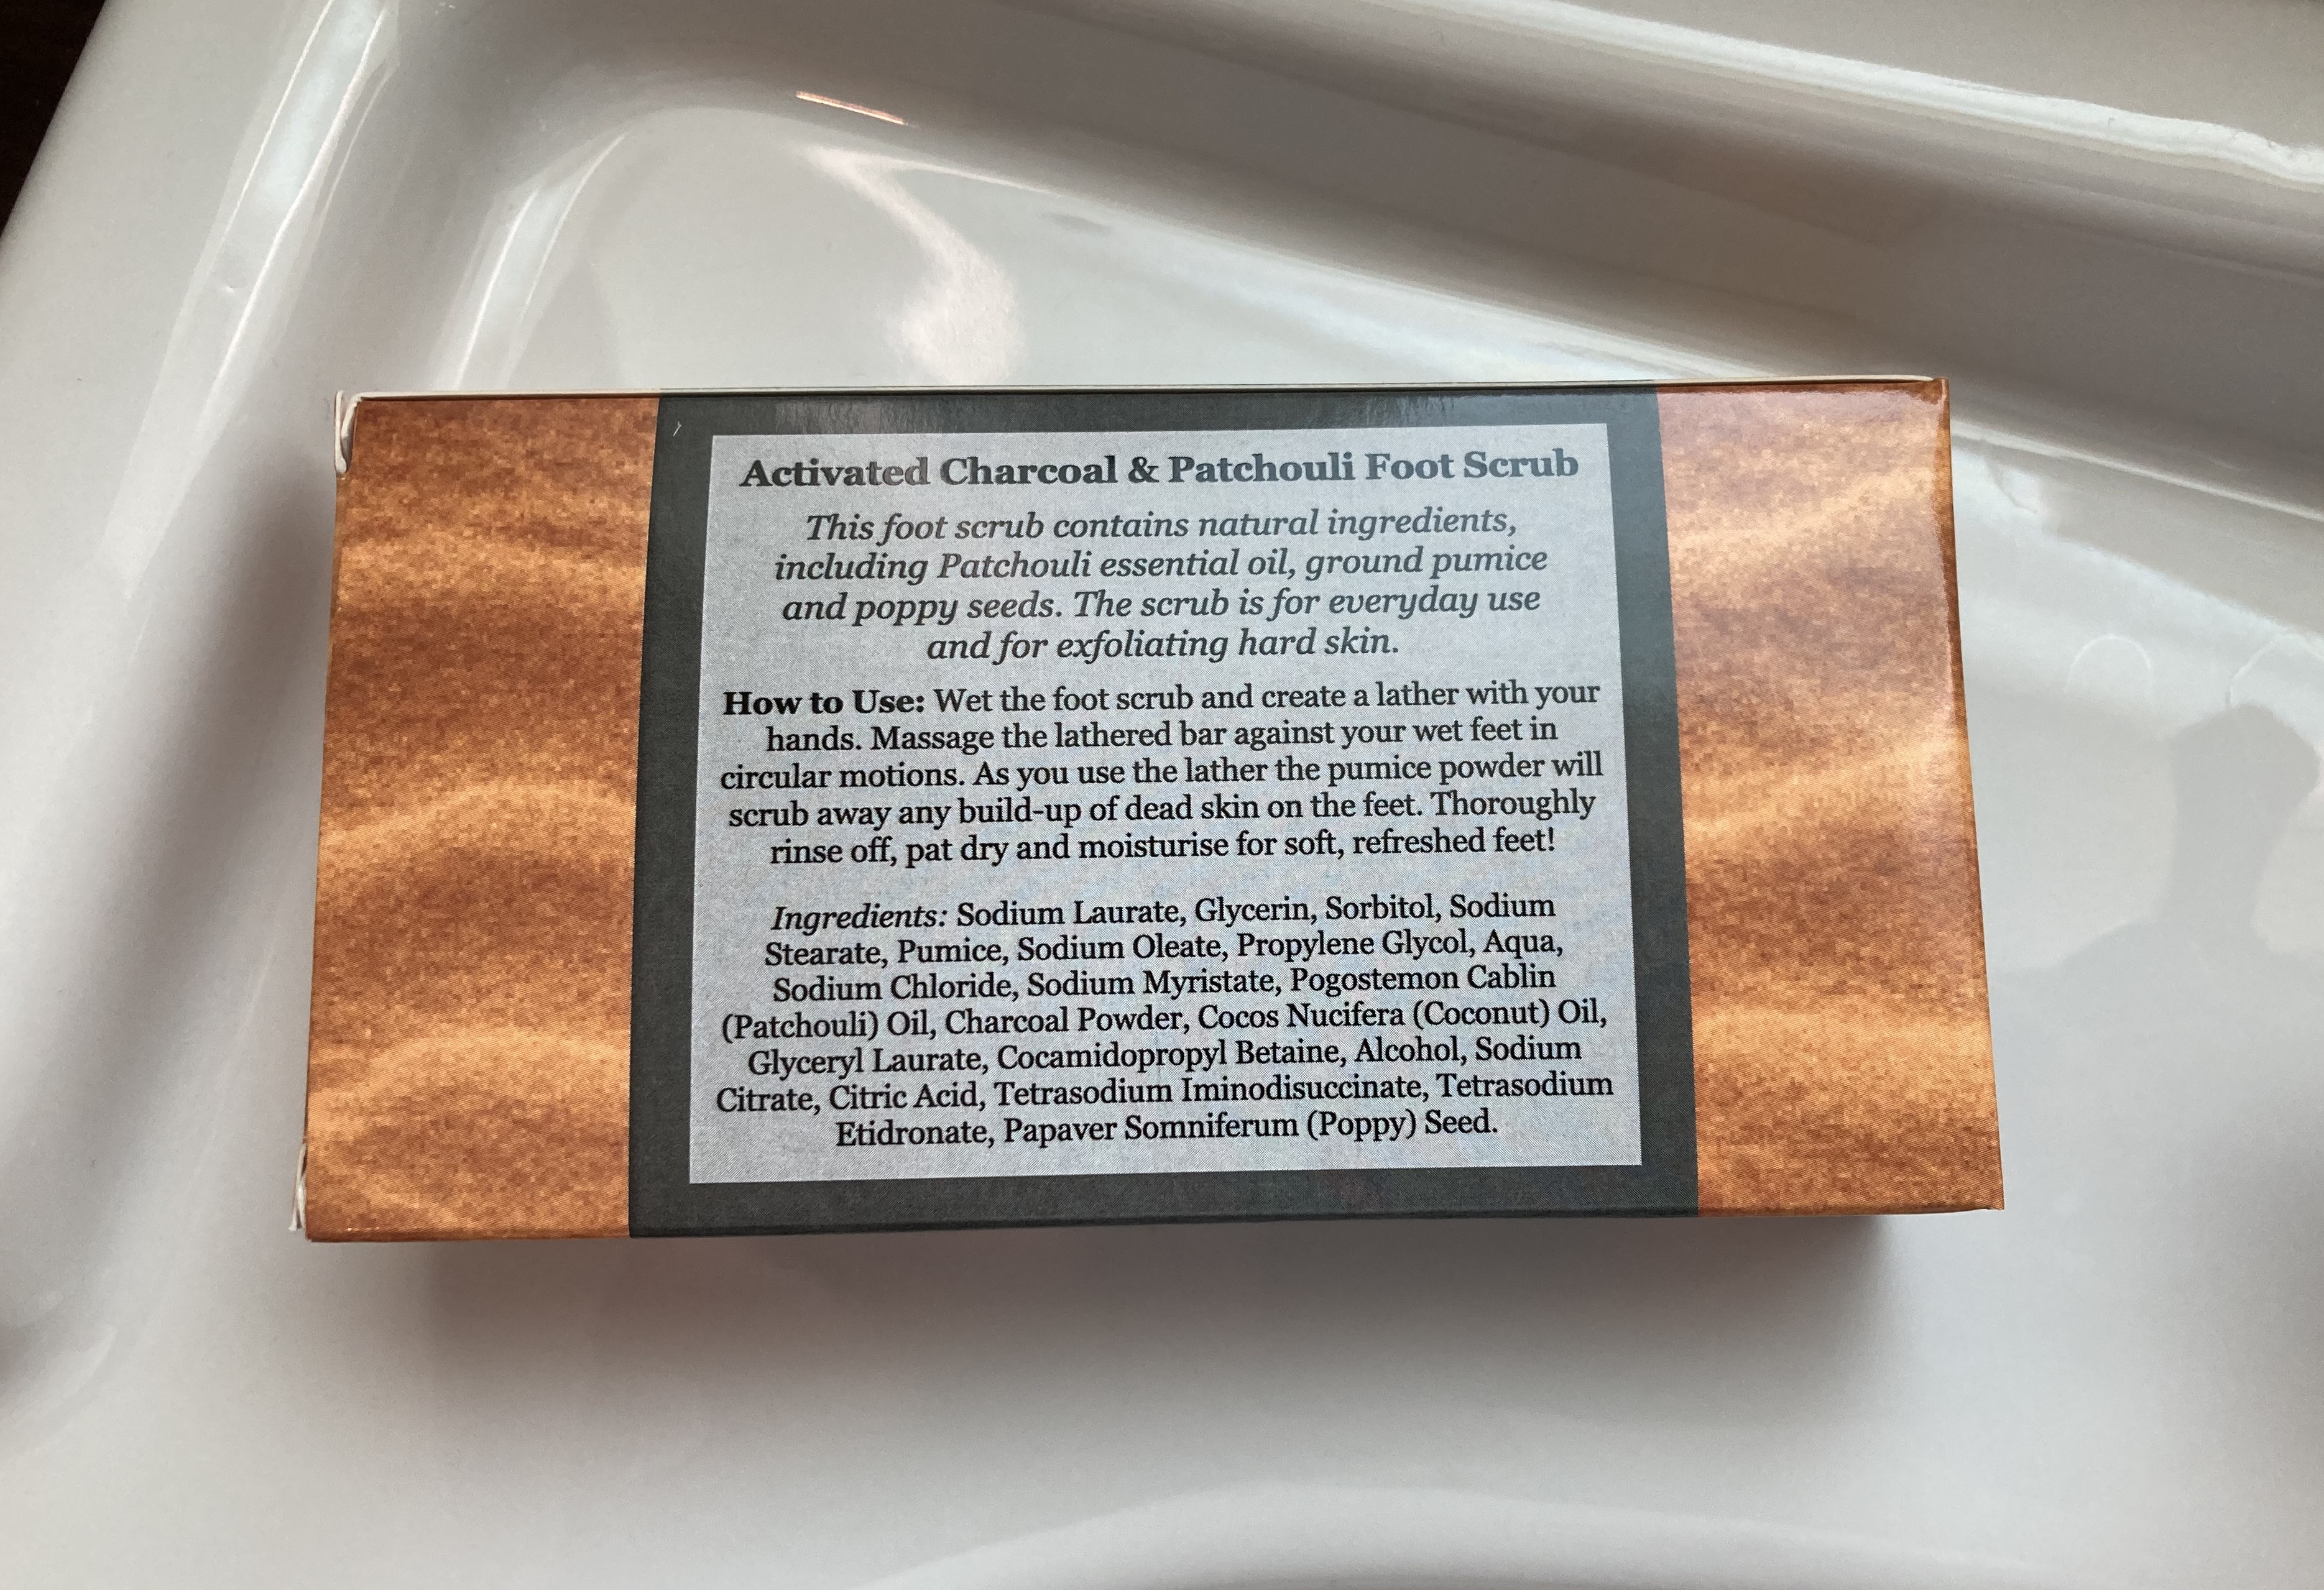 Activated Charcoal & Patchouli Foot Scrub
This foot scrub contains natural ingredients,
including Patchouli essential oil, ground pumice
and poppy seeds. The scrub is for everyday use
and for exfoliating hard skin.
How to Use: Wet the foot scrub and create a lather with your
hands. Massage the lathered bar against your wet feet in
circular motions. As you use the lather the pumice powder will
scrub away any build-up of dead skin on the feet. Thoroughly
rinse off, pat dry and moisturise for soft, refreshed feet!
Ingredients: Sodium Laurate, Glycerin, Sorbitol, Sodium
Stearate, Pumice, Sodium Oleate, Propylene Glycol, Aqua,
Sodium Chloride, Sodium Myristate, Pogostemon Cablin
(Patchouli) Oil, Charcoal Powder, Cocos Nucifera (Coconut) Oil,
Glyceryl Laurate, Cocamidopropyl Betaine, Alcohol, Sodium
Citrate, Citric Acid, Tetrasodium Iminodisuccinate, Tetrasodium
Etidronate, Papaver Somniferum (Poppy) Seed.